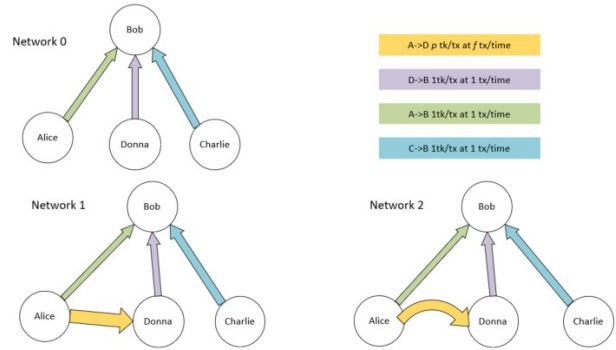 Network 0
Bob
Alice
Donna
Charlie
A->D p tk/tx at f tx/time
D->B 1tk/tx at 1 tx/time
A->B 1tk/tx at 1 tx/time
C->B 1tk/tx at 1 tx/time
Network 1
Bob
Alice
Donna
Charlie
Network 2
Bob
Alice
Donna
Charlie